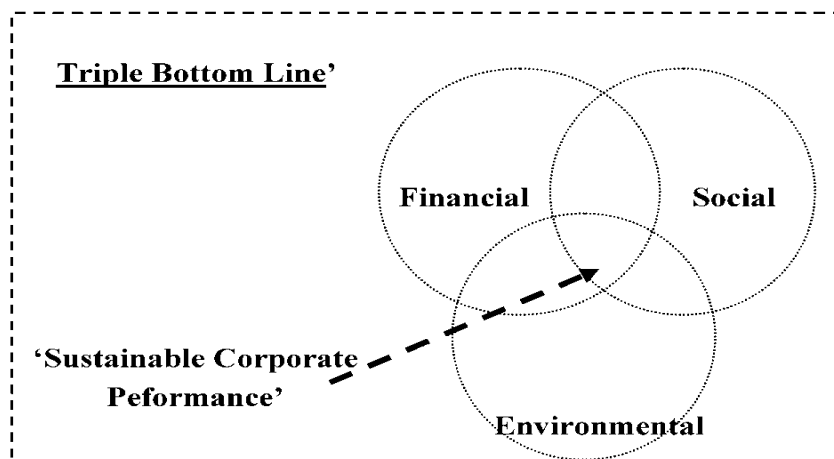 Triple Bottom Line’
Financial
Social
‘Sustainable Corporate
Peformance’
Environmental